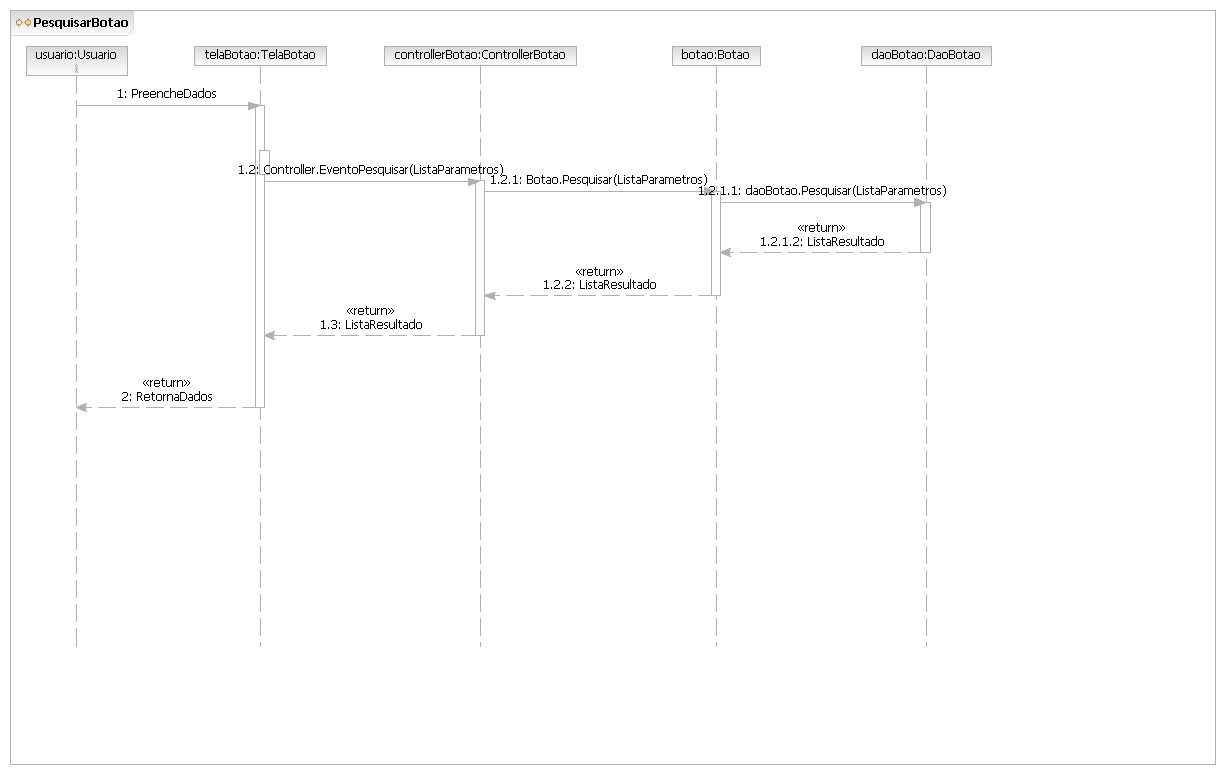 PesquisarBotao
usuario:Usuario
telaBotao:TelaBotao
controllerBotao:ControllerBotao
botao:Botao
daoBotao:DaoBotao
1: PreencheDados
1.2: Controller.EventoPesquisar(ListaParametros)
1.2.1: Botao.Pesquisar(ListaParametros)
1.2.1.1: daoBotao.Pesquisar(ListaParametros)
«return»
1.2.1.2: ListaResultado
«return»
1.2.2: ListaResultado
«return»
1.3: ListaResultado
«return»
2: RetornaDados